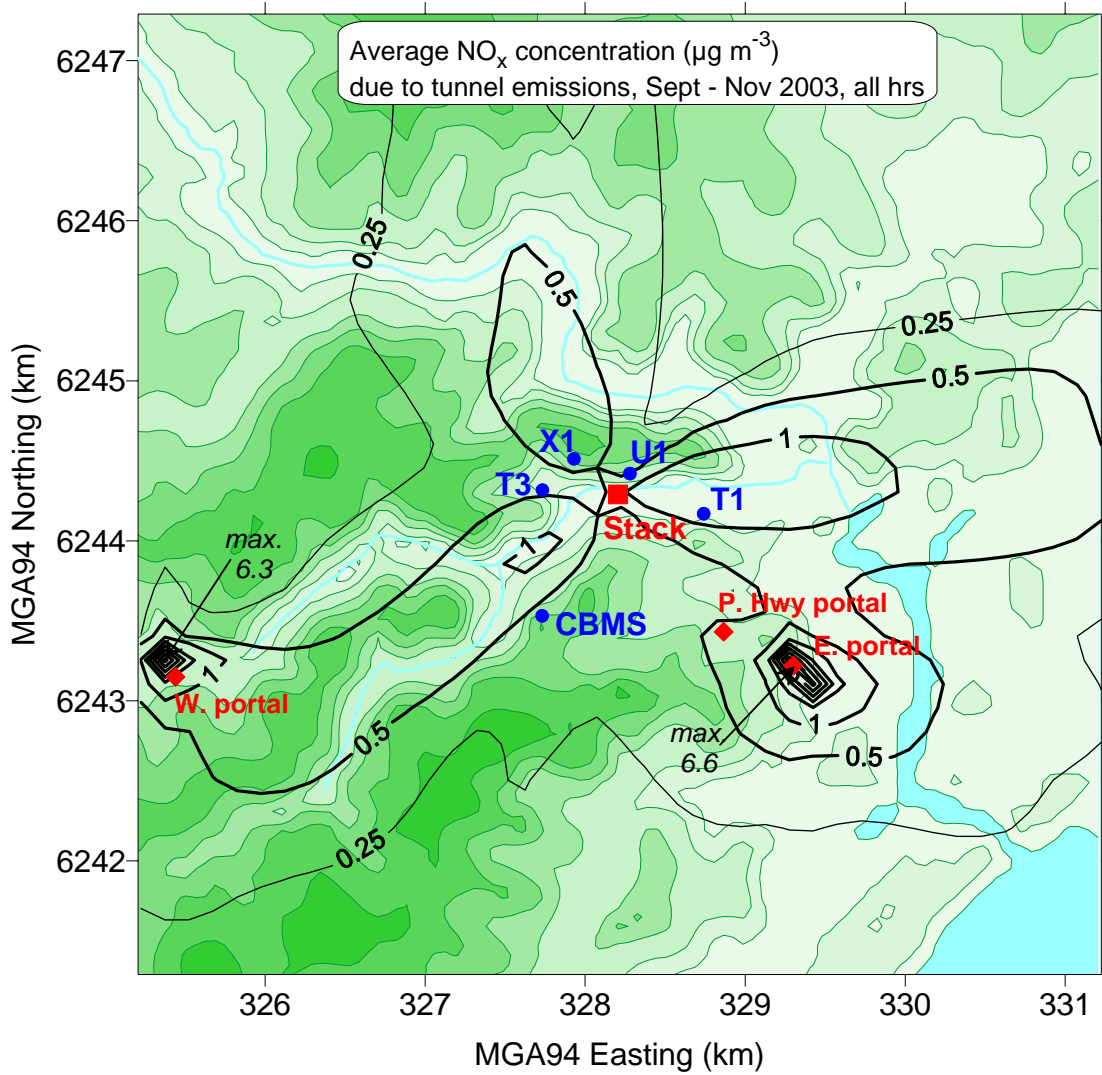 Average NOx concentration (µg m-3)
due to tunnel emissions, Sept - Nov 2003, all hrs
6247
6246
6245
6244
6243
6242
MGA94 Northing (km)
0.25
0.5
0.25
0.5
1
X1
U1
T3
T1
Stack
max.
6.3
1
P. Hwy portal
CBMS
E. portal
1
W. portal
1
1
0.5
max.
6.6
0.5
0.25
326
327
328
329
330
331
MGA94 Easting (km)